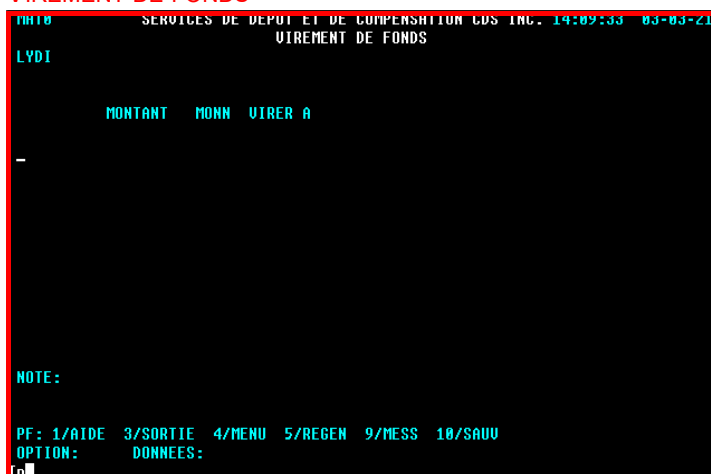 VIREMENT DE FONDS
MAT0 SERVICES DE DEPOT ET DE COMPENSATION CDS INC. 14:09:33 03-03-21
VIREMENT DE FONDS
LYDI
MONTANT MONN VIRER A
NOTE:
PF: 1/AIDE 3/SORTIE 4/MENU 5/REGEN 9/MESS 10/SAUV
OPTION: DONNEES: